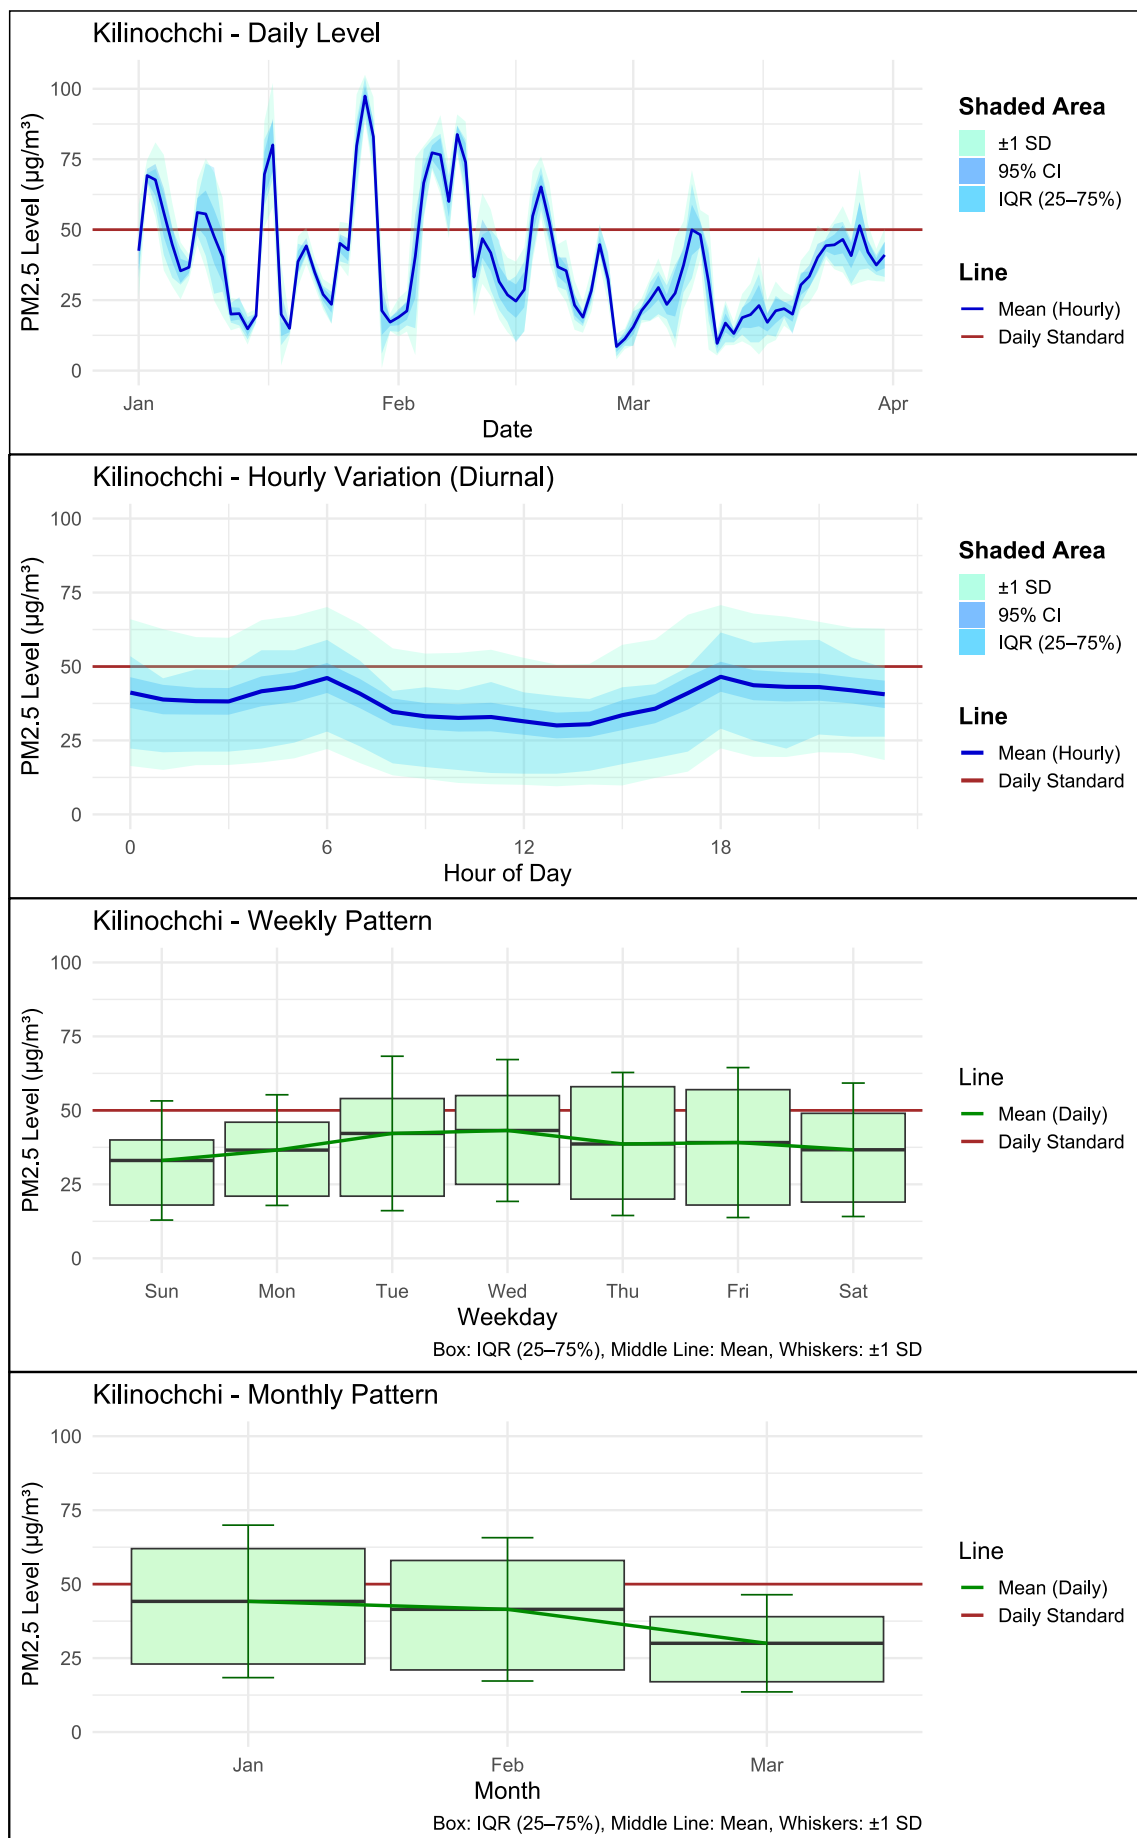 Kilinochchi - Daily Level
PM2.5 Level (µg/m³)
100
75
50
25
0
Jan
Feb
Mar
Apr
Date
Shaded Area
±1 SD
95% CI
IQR (25–75%)
Line
Mean (Hourly)
Daily Standard
Kilinochchi - Hourly Variation (Diurnal)
PM2.5 Level (µg/m³)
100
75
50
25
0
0
6
12
18
Hour of Day
Shaded Area
±1 SD
95% CI
IQR (25–75%)
Line
Mean (Hourly)
Daily Standard
Kilinochchi - Weekly Pattern
PM2.5 Level (µg/m³)
100
75
50
25
0
Sun
Mon
Tue
Wed
Thu
Fri
Sat
Weekday
Box: IQR (25–75%), Middle Line: Mean, Whiskers: ±1 SD
Line
Mean (Daily)
Daily Standard
Kilinochchi - Monthly Pattern
PM2.5 Level (µg/m³)
100
75
50
25
0
Jan
Feb
Mar
Month
Box: IQR (25–75%), Middle Line: Mean, Whiskers: ±1 SD
Line
Mean (Daily)
Daily Standard